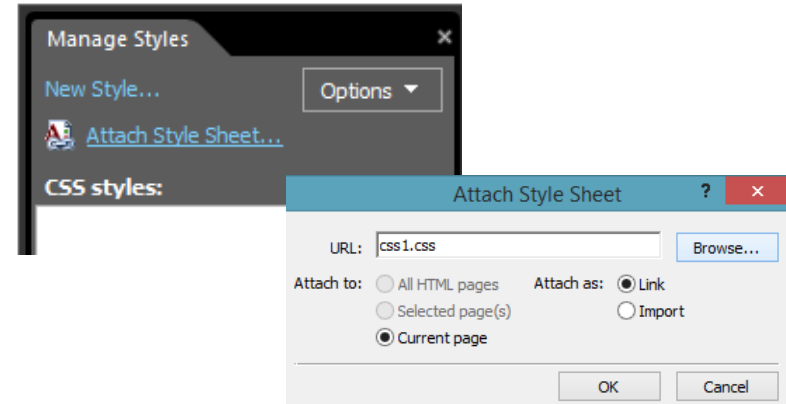 Manage Styles
New Style...
Options
Attach Style Sheet...
CSS styles:
Attach Style Sheet ?
URL: css1.css Browse...
Attach to: All HTML pages Attach as: Link
Selected page(s) Import
Current page
OK Cancel